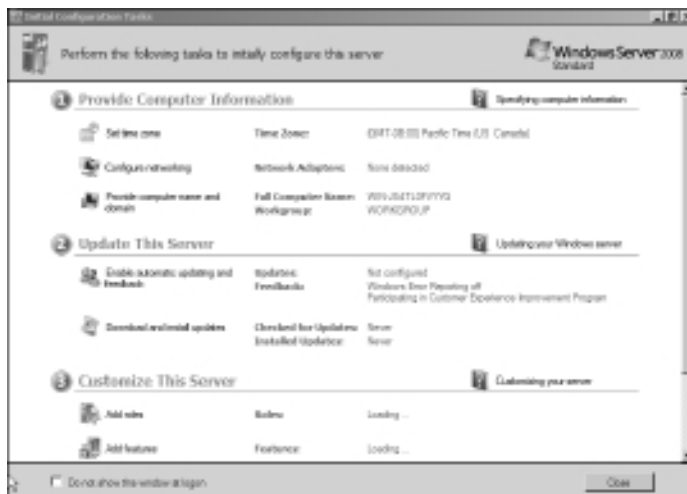 Initial Configuration Tasks
Perform the following tasks to initially configure this server
Windows Server 2008
Standard
1 Provide Computer Information
Specifying computer information
Set time zone
Time Zone:
(GMT-08:00) Pacific Time (US Canada)
Configure networking
Network Adapters:
None detected
Provide computer name and domain
Full Computer Name:
Workgroup:
WORKGROUP
2 Update This Server
Updating your Windows server
Enable automatic updating and feedback
Updates:
Not configured
Feedback:
Windows Error Reporting off
Participating in Customer Experience Improvement Program
Download and install updates
Checked for Updates:
Never
Installed Updates:
Never
3 Customize This Server
Customizing your server
Add roles
Roles:
Loading ...
Add features
Features:
Loading ...
Do not show this window at logon
Close